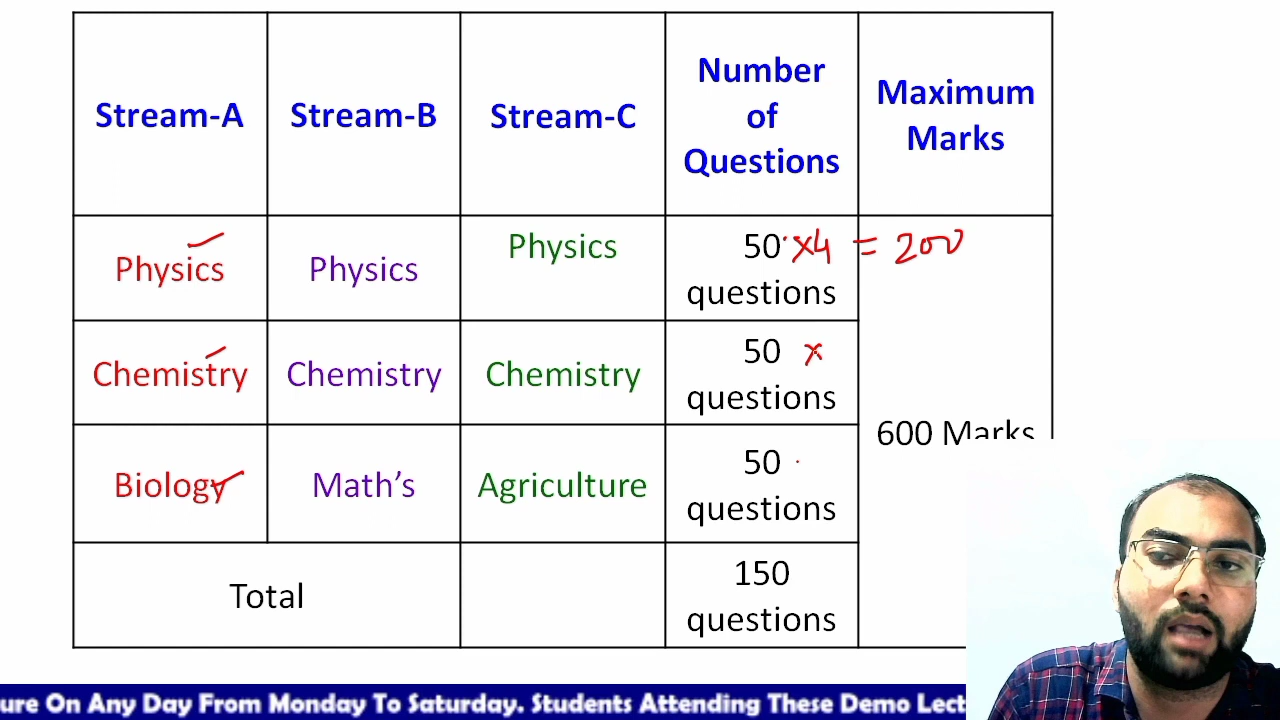 Stream-A
Stream-B
Stream-C
Number
of
Questions
Maximum
Marks
Physics
Physics
Physics
50 ×4 = 200
questions
Chemistry
Chemistry
Chemistry
50 ×
questions
600 Marks
Biology
Math's
Agriculture
50
questions
Total
150
questions
ure On Any Day From Monday To Saturday. Students Attending These Demo Lect